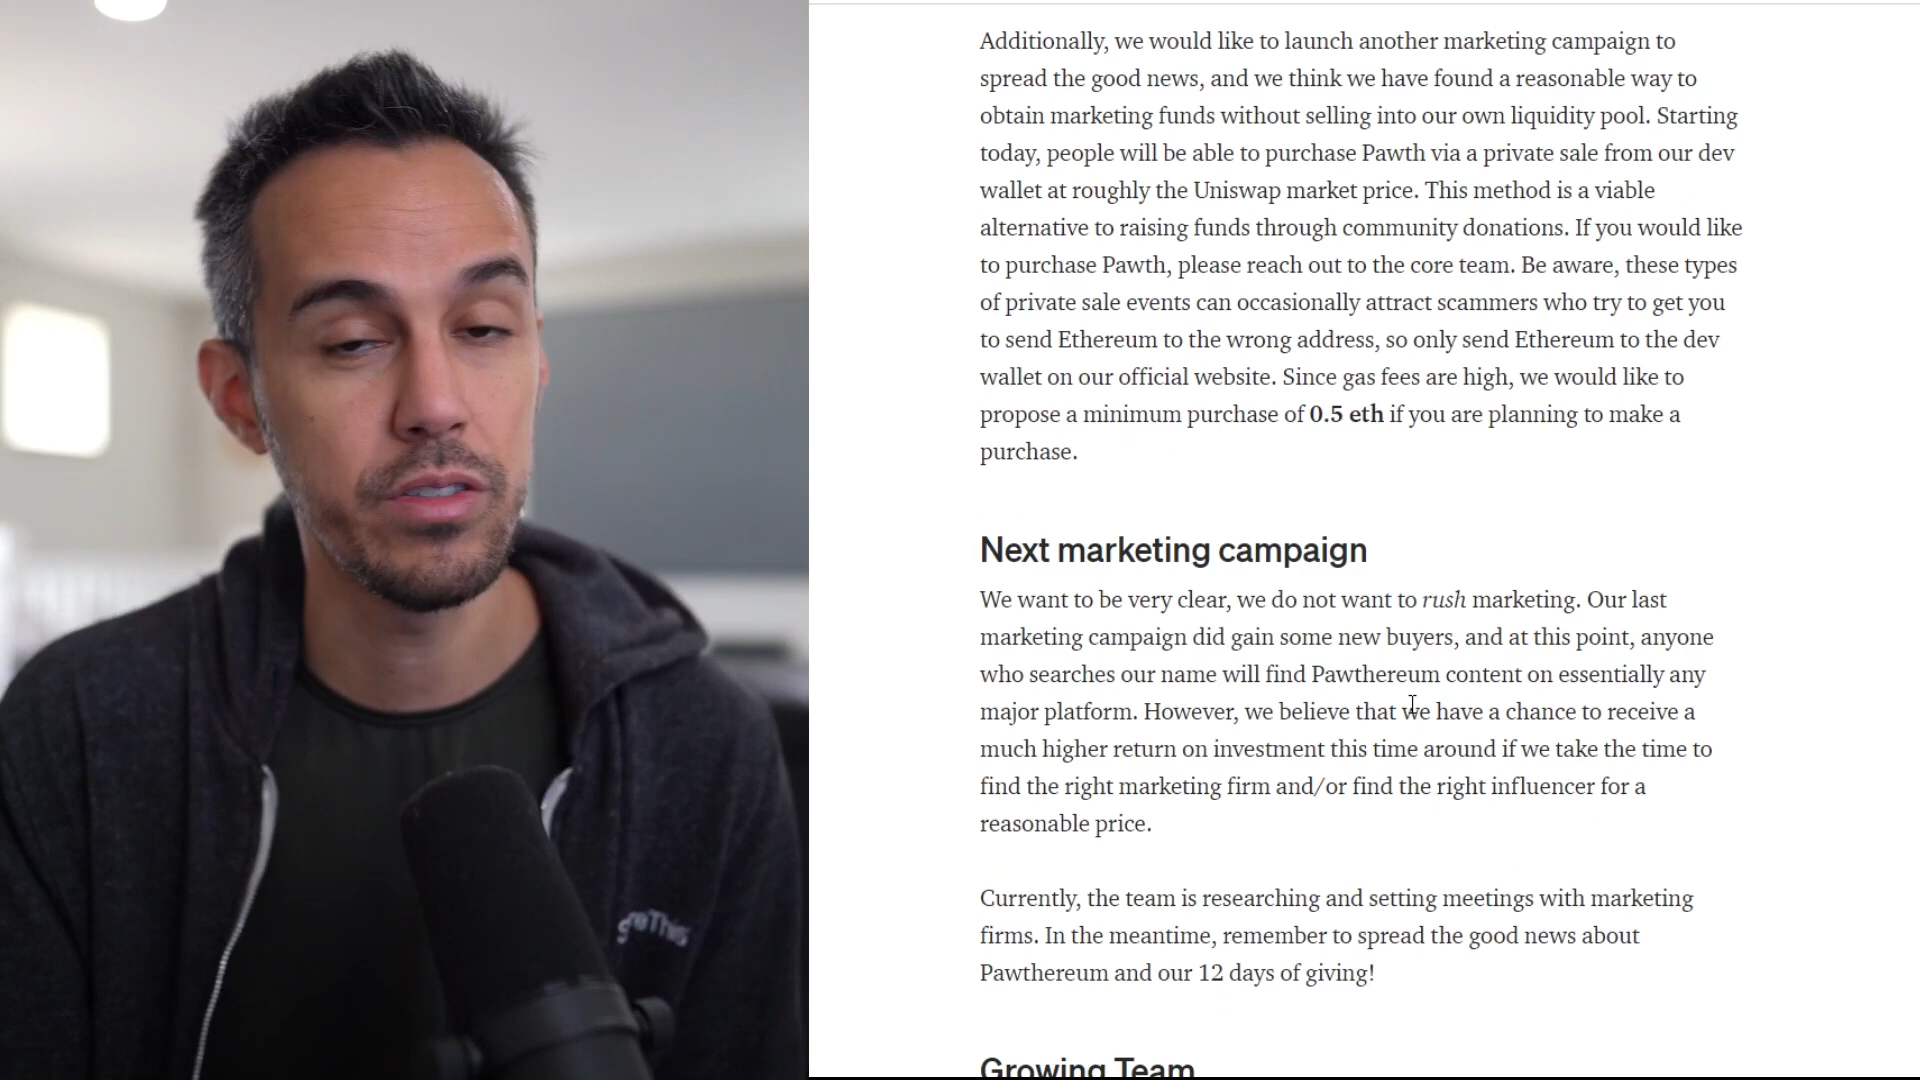 Additionally, we would like to launch another marketing campaign to
spread the good news, and we think we have found a reasonable way to
obtain marketing funds without selling into our own liquidity pool. Starting
today, people will be able to purchase Pawth via a private sale from our dev
wallet at roughly the Uniswap market price. This method is a viable
alternative to raising funds through community donations. If you would like
to purchase Pawth, please reach out to the core team. Be aware, these types
of private sale events can occasionally attract scammers who try to get you
to send Ethereum to the wrong address, so only send Ethereum to the dev
wallet on our official website. Since gas fees are high, we would like to
propose a minimum purchase of 0.5 eth if you are planning to make a
purchase.
Next marketing campaign
We want to be very clear, we do not want to rush marketing. Our last
marketing campaign did gain some new buyers, and at this point, anyone
who searches our name will find Pawthereum content on essentially any
major platform. However, we believe that we have a chance to receive a
much higher return on investment this time around if we take the time to
find the right marketing firm and/or find the right influencer for a
reasonable price.
Currently, the team is researching and setting meetings with marketing
firms. In the meantime, remember to spread the good news about
Pawthereum and our 12 days of giving!
Growing Team